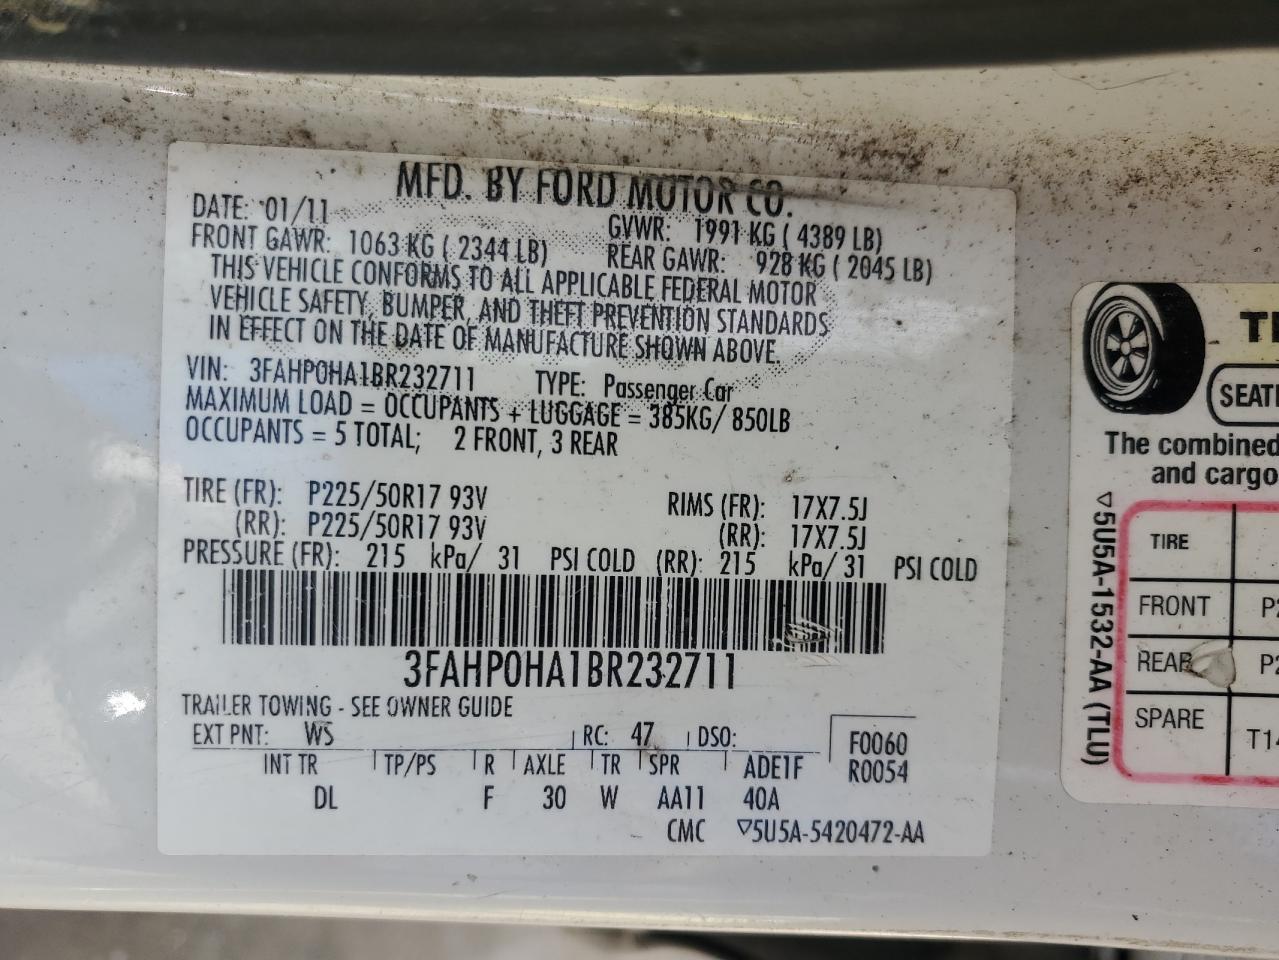 MFD. BY FORD MOTOR CO.
DATE: 01/11 GVWR: 1991 KG ( 4389 LB)
FRONT GAWR: 1063 KG ( 2344 LB) REAR GAWR: 928 KG ( 2045 LB)
THIS VEHICLE CONFORMS TO ALL APPLICABLE FEDERAL MOTOR
VEHICLE SAFETY, BUMPER, AND THEFT PREVENTION STANDARDS
IN EFFECT ON THE DATE OF MANUFACTURE SHOWN ABOVE.
VIN: 3FAHP0HA1BR232711 TYPE: Passenger Car
MAXIMUM LOAD = OCCUPANTS + LUGGAGE = 385KG/ 850LB
OCCUPANTS = 5 TOTAL; 2 FRONT, 3 REAR
TIRE (FR): P225/50R17 93V RIMS (FR): 17X7.5J
(RR): P225/50R17 93V (RR): 17X7.5J
PRESSURE (FR): 215 kPa/ 31 PSI COLD (RR): 215 kPa/ 31 PSI COLD
3FAHP0HA1BR232711
TRAILER TOWING - SEE OWNER GUIDE
EXT PNT: WS RC: 47 DSO: F0060
INT TR TP/PS R AXLE TR SPR ADE1F R0054
DL F 30 W AA11 40A
CMC ▽5U5A-5420472-AA
SEATI
The combined
and cargo
▽5U5A-1532-AA (TLU)
TIRE
FRONT P2
REAR P2
SPARE T14